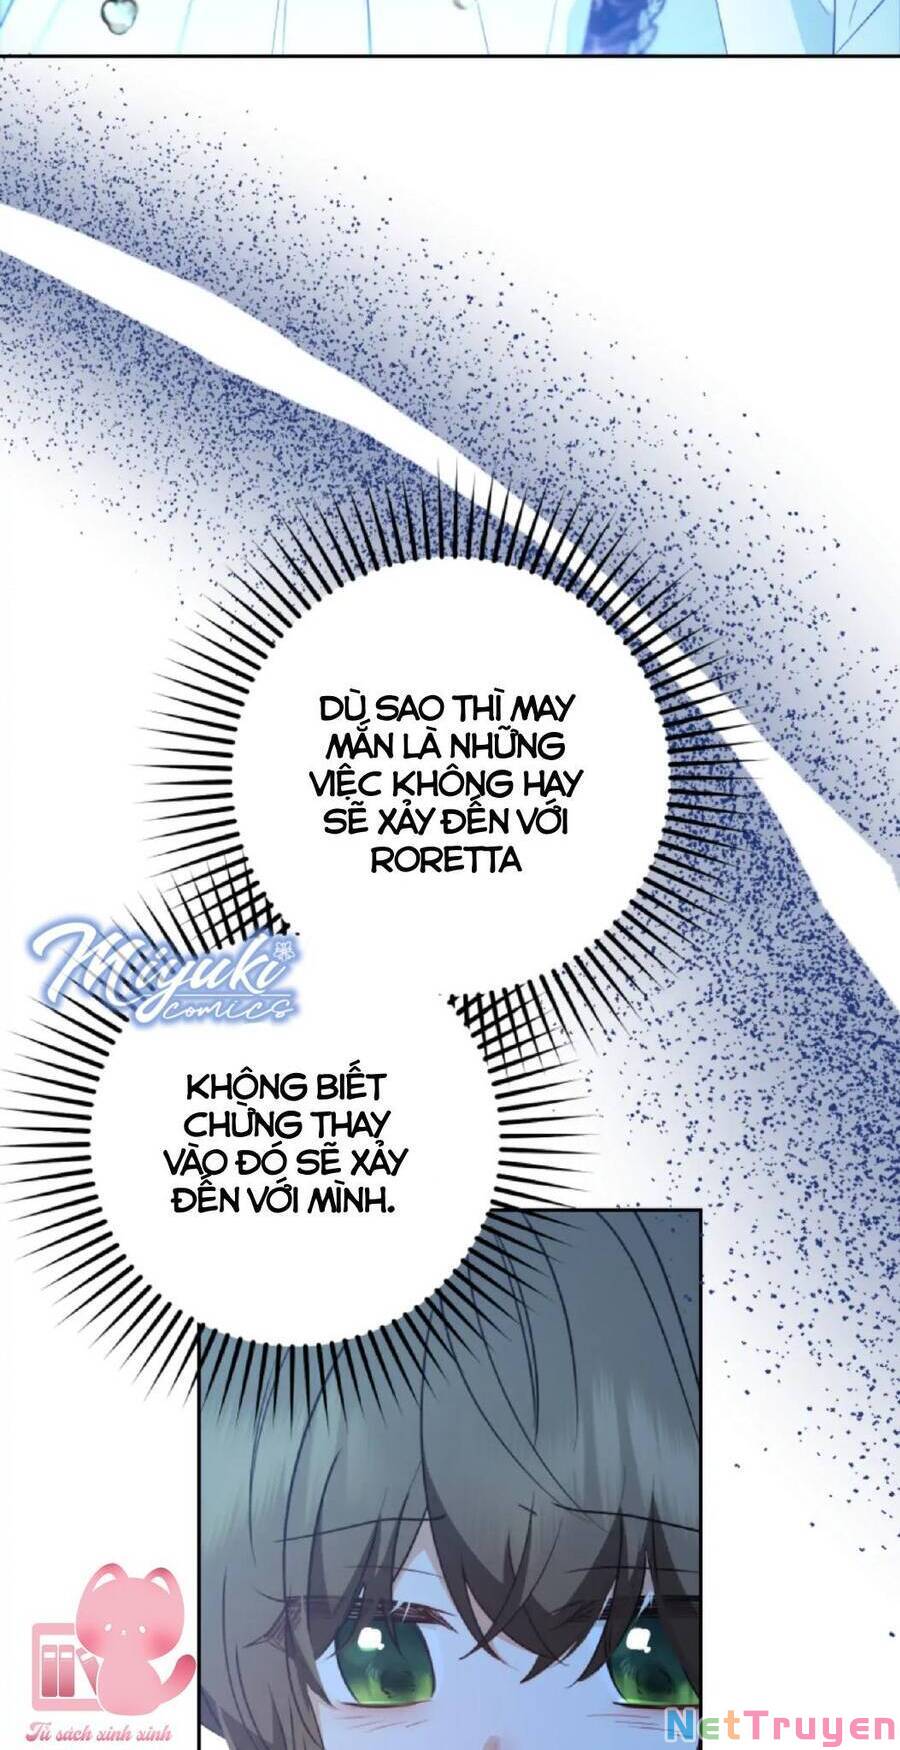 DÙ SAO THÌ MAY
MẮN LÀ NHỮNG
VIỆC KHÔNG HAY
SẼ XẢY ĐẾN VỚI
RORETTA
Miyuki
comics
KHÔNG BIẾT
CHỪNG THAY
VÀO ĐÓ SẼ XẢY
ĐẾN VỚI MÌNH.
Tủ sách xinh xinh
NetTruyen